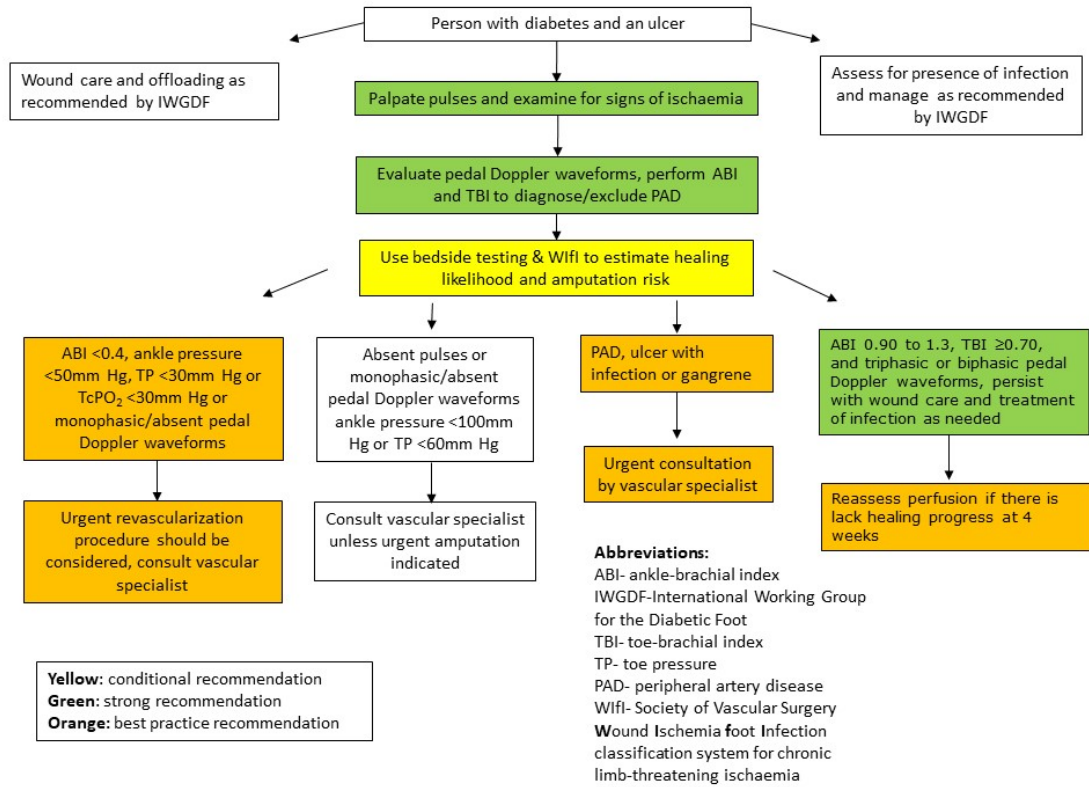 Person with diabetes and an ulcer
Wound care and offloading as
recommended by IWGDF
Palpate pulses and examine for signs of ischaemia
Assess for presence of infection
and manage as recommended
by IWGDF
Evaluate pedal Doppler waveforms, perform ABI
and TBI to diagnose/exclude PAD
Use bedside testing & WIfI to estimate healing
likelihood and amputation risk
ABI <0.4, ankle pressure
<50mm Hg, TP <30mm Hg or
TcPO₂ <30mm Hg or
monophasic/absent pedal
Doppler waveforms
Absent pulses or
monophasic/absent
pedal Doppler waveforms
ankle pressure <100mm
Hg or TP <60mm Hg
PAD, ulcer with
infection or gangrene
ABI 0.90 to 1.3, TBI ≥0.70,
and triphasic or biphasic pedal
Doppler waveforms, persist
with wound care and treatment
of infection as needed
Urgent revascularization
procedure should be
considered, consult vascular
specialist
Consult vascular specialist
unless urgent amputation
indicated
Urgent consultation
by vascular specialist
Reassess perfusion if there is
lack healing progress at 4
weeks
Abbreviations:
ABI- ankle-brachial index
IWGDF-International Working Group
for the Diabetic Foot
TBI- toe-brachial index
TP- toe pressure
PAD- peripheral artery disease
WIfI- Society of Vascular Surgery
Wound Ischemia foot Infection
classification system for chronic
limb-threatening ischaemia
Yellow: conditional recommendation
Green: strong recommendation
Orange: best practice recommendation